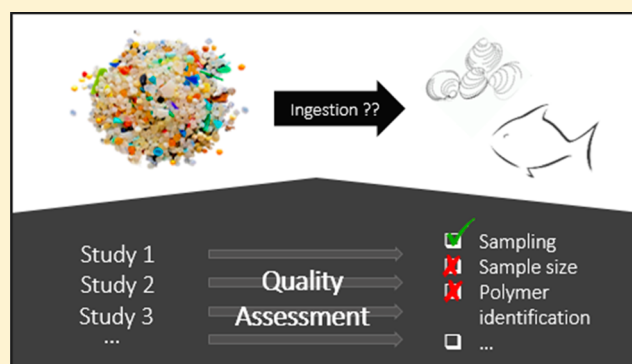 Ingestion ??
Study 1
Study 2
Study 3
...
Quality
Assessment
Sampling
Sample size
Polymer
identification
...